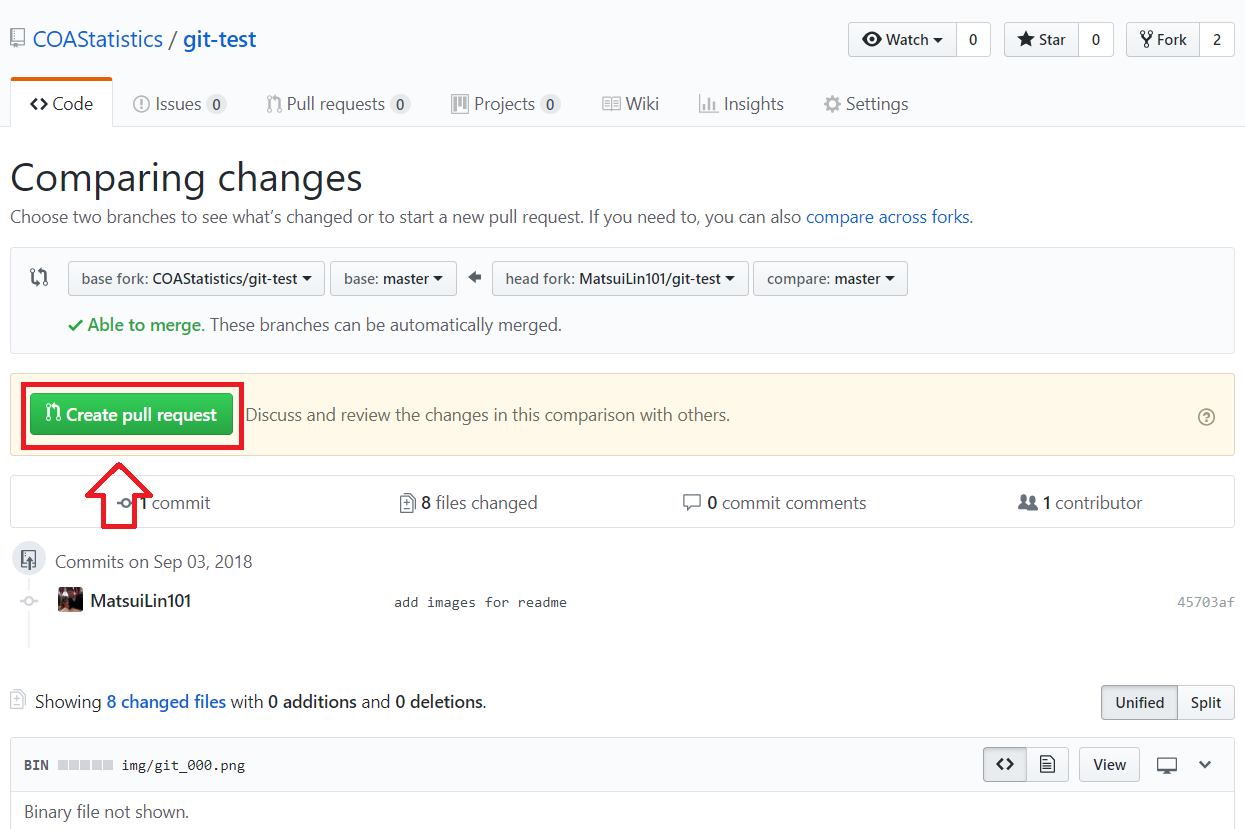 COAStatistics / git-test
Watch 0 Star 0 Fork 2
Code Issues 0 Pull requests 0 Projects 0 Wiki Insights Settings
Comparing changes
Choose two branches to see what’s changed or to start a new pull request. If you need to, you can also compare across forks.
base fork: COAStatistics/git-test base: master head fork: MatsuiLin101/git-test compare: master
Able to merge. These branches can be automatically merged.
Create pull request Discuss and review the changes in this comparison with others.
1 commit 8 files changed 0 commit comments 1 contributor
Commits on Sep 03, 2018
MatsuiLin101 add images for readme 45703af
Showing 8 changed files with 0 additions and 0 deletions. Unified Split
BIN img/git_000.png View
Binary file not shown.